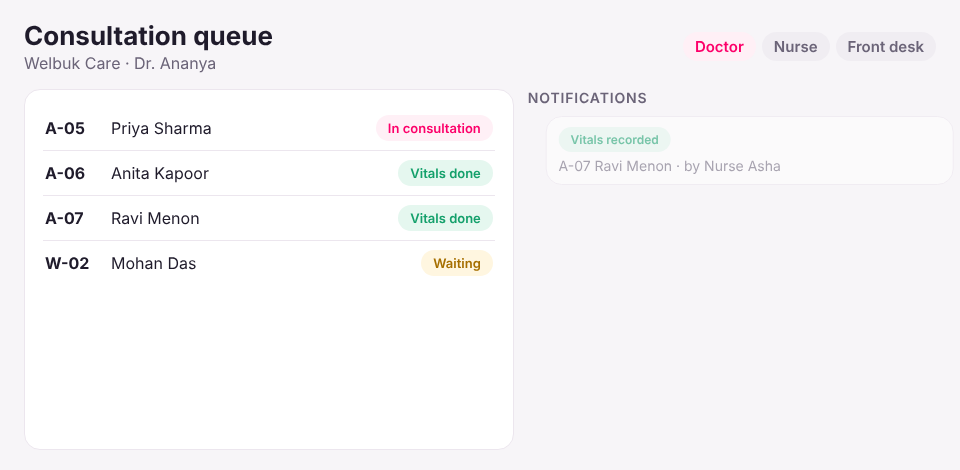 Consultation queue
Welbuk Care · Dr. Ananya
Doctor Nurse Front desk
A-05 Priya Sharma In consultation
A-06 Anita Kapoor Vitals done
A-07 Ravi Menon Vitals done
W-02 Mohan Das Waiting
NOTIFICATIONS
Vitals recorded
A-07 Ravi Menon · by Nurse Asha